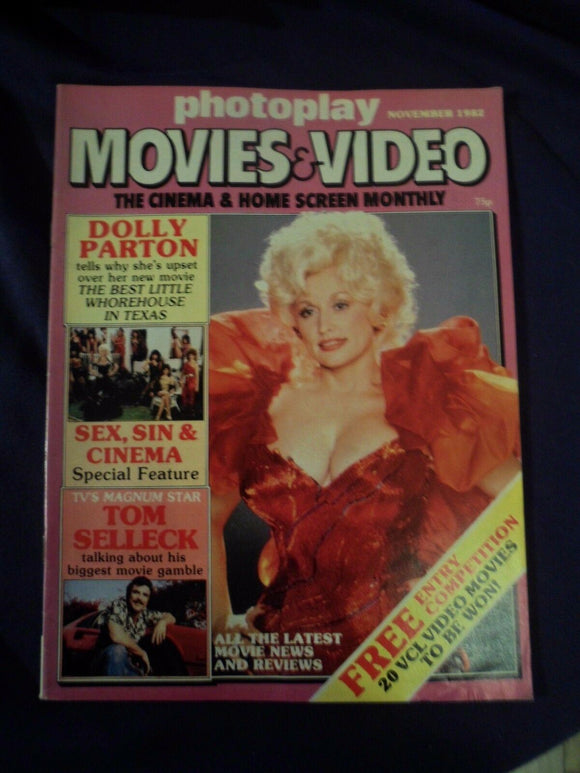 photoplay
NOVEMBER 1982
MOVIES & VIDEO
THE CINEMA & HOME SCREEN MONTHLY
75p
DOLLY
PARTON
tells why she's upset
over her new movie
THE BEST LITTLE
WHOREHOUSE
IN TEXAS
SEX, SIN &
CINEMA
Special Feature
TV'S MAGNUM STAR
TOM
SELLECK
talking about his
biggest movie gamble
ALL THE LATEST
MOVIE NEWS
AND REVIEWS
FREE ENTRY
COMPETITION
20 VCL VIDEO MOVIES
TO BE WON!